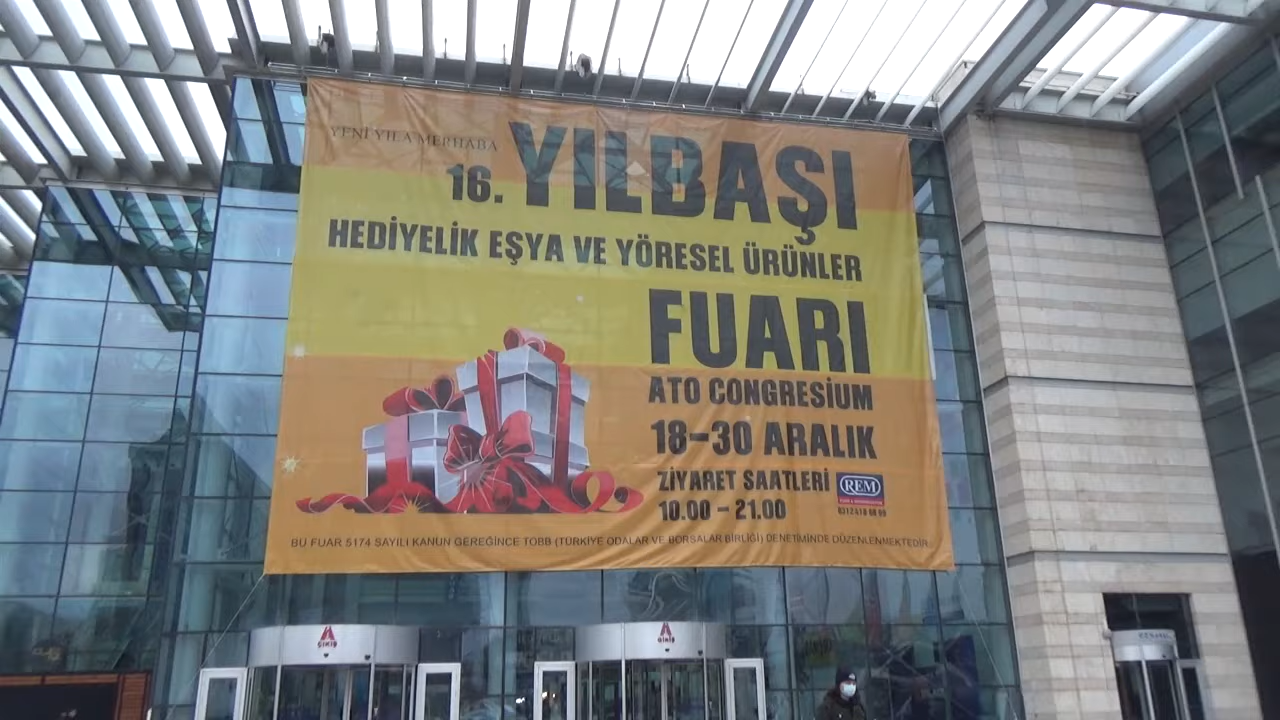 YENİ YILA MERHABA
16. YILBAŞI
HEDİYELİK EŞYA VE YÖRESEL ÜRÜNLER
FUARI
ATO CONGRESIUM
18-30 ARALIK
ZİYARET SAATLERİ
10.00 - 21.00
REM
BU FUAR 5174 SAYILI KANUN GEREĞİNCE TOBB (TÜRKİYE ODALAR VE BORSALAR BİRLİĞİ) DENETİMİNDE DÜZENLENMEKTEDİR.
ÇIKIŞ
GİRİŞ